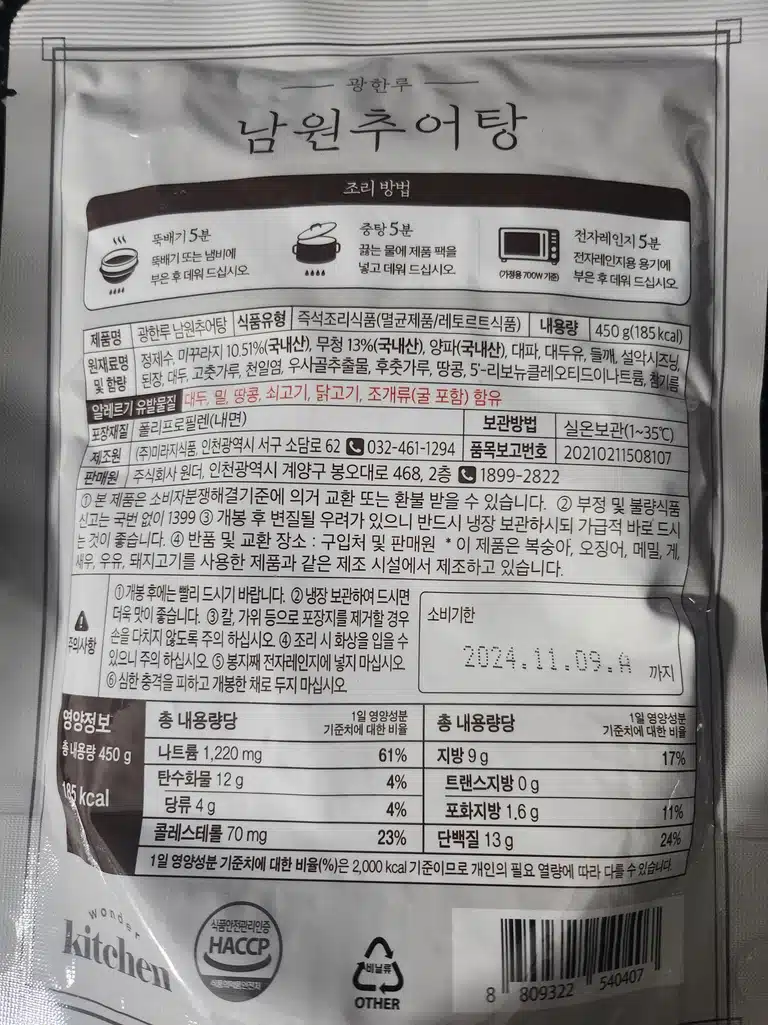 광한루
남원추어탕
조리 방법
뚝배기 5분
뚝배기 또는 냄비에
부은 후 데워 드십시오.
중탕 5분
끓는 물에 제품 팩을
넣고 데워 드십시오.
(가정용 700W 기준)
전자레인지 5분
전자레인지용 용기에
부은 후 데워 드십시오.
제품명 광한루 남원추어탕 식품유형 즉석조리식품(멸균제품/레토르트식품) 내용량 450 g(185 kcal)
원재료명 및 함량 정제수, 미꾸라지 10.51%(국내산), 무청 13%(국내산), 양파(국내산), 대파, 대두유, 들깨, 설악시즈닝,
된장, 대두, 고춧가루, 천일염, 우사골추출물, 후춧가루, 땅콩, 5'-리보뉴클레오티드이나트륨, 참기름
알레르기 유발물질 대두, 밀, 땅콩, 쇠고기, 닭고기, 조개류(굴 포함) 함유
포장재질 폴리프로필렌(내면) 보관방법 실온보관(1~35℃)
제조원 (주)미라지식품, 인천광역시 서구 소담로 62 032-461-1294 품목보고번호 20210211508107
판매원 주식회사 원더, 인천광역시 계양구 봉오대로 468, 2층 1899-2822
① 본 제품은 소비자분쟁해결기준에 의거 교환 또는 환불 받을 수 있습니다. ② 부정 및 불량식품
신고는 국번 없이 1399 ③ 개봉 후 변질될 우려가 있으니 반드시 냉장 보관하시되 가급적 바로 드시
는 것이 좋습니다. ④ 반품 및 교환 장소 : 구입처 및 판매원 * 이 제품은 복숭아, 오징어, 메밀, 게,
새우, 우유, 돼지고기를 사용한 제품과 같은 제조 시설에서 제조하고 있습니다.
주의사항
① 개봉 후에는 빨리 드시기 바랍니다. ② 냉장 보관하여 드시면
더욱 맛이 좋습니다. ③ 칼, 가위 등으로 포장지를 제거할 경우
손을 다치지 않도록 주의 하십시오. ④ 조리 시 화상을 입을 수
있으니 주의 하십시오. ⑤ 봉지째 전자레인지에 넣지 마십시오.
⑥ 심한 충격을 피하고 개봉한 채로 두지 마십시오.
소비기한
2024.11.09.A 까지
영양정보
총 내용량 450 g
185 kcal
총 내용량당 1일 영양성분 기준치에 대한 비율
나트륨 1,220 mg 61%
탄수화물 12 g 4%
당류 4 g 4%
콜레스테롤 70 mg 23%
총 내용량당 1일 영양성분 기준치에 대한 비율
지방 9 g 17%
트랜스지방 0 g
포화지방 1.6 g 11%
단백질 13 g 24%
1일 영양성분 기준치에 대한 비율(%)은 2,000 kcal 기준이므로 개인의 필요 열량에 따라 다를 수 있습니다.
wonder
kitchen
식품안전관리인증
HACCP
식품의약품안전처
비닐류
OTHER
8 809322 540407